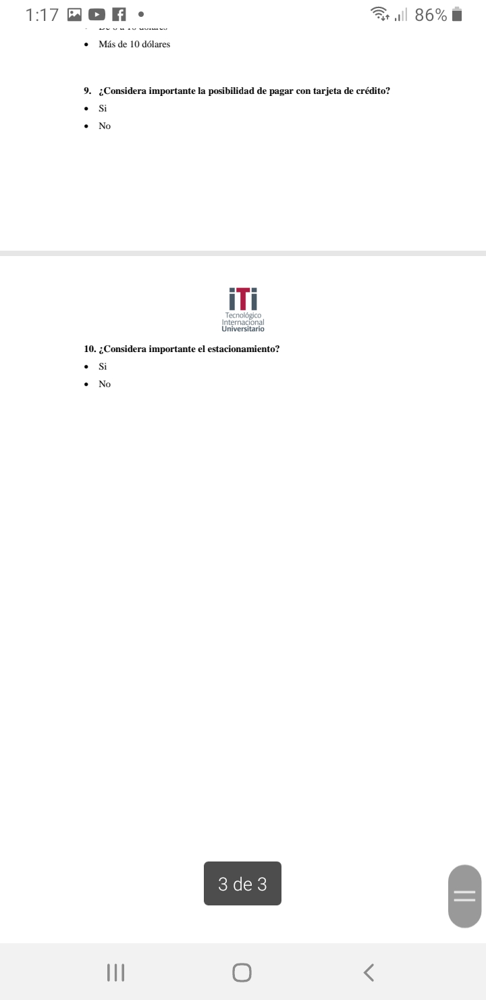 1:17 86%
• Más de 10 dólares
9. ¿Considera importante la posibilidad de pagar con tarjeta de crédito?
• Si
• No
iTi
Tecnológico
Internacional
Universitario
10. ¿Considera importante el estacionamiento?
• Si
• No
3 de 3